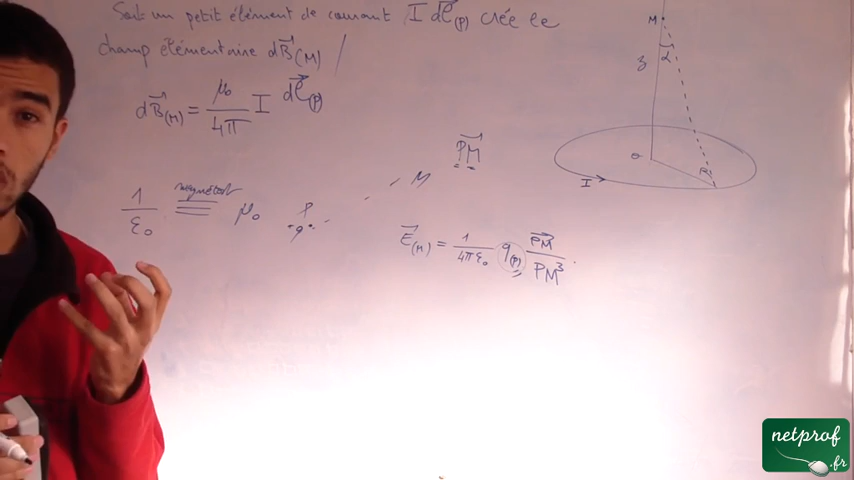 Soit un petit élément de courant I dℓ⃗(P) crée le
champ élémentaire dB⃗(M)
dB⃗(M) = μ₀/4π I dℓ⃗(P)
1/ε₀ ≡ magnétost μ₀
P
"q"
M
PM⃗
E⃗(M) = 1/4πε₀ q(P) PM⃗/PM³.
M
z
α
O
P
I
netprof
.fr